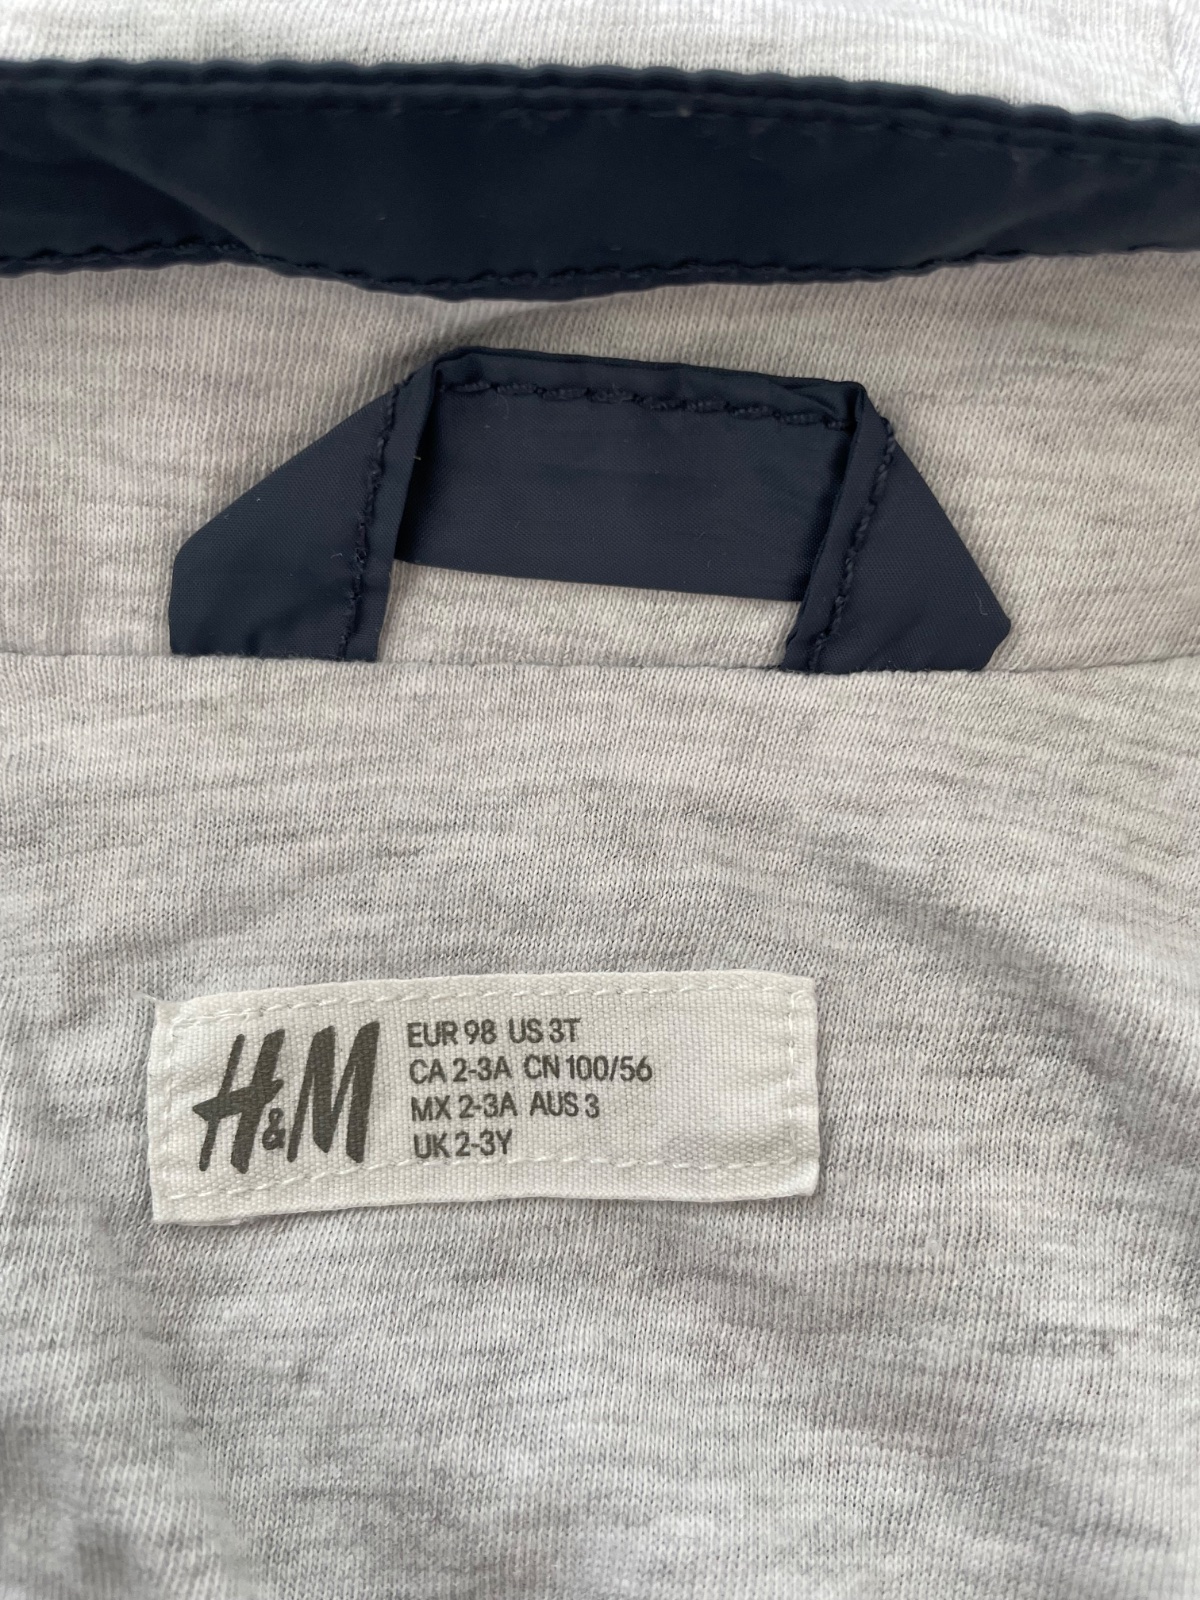 H&M
EUR 98 US 3T
CA 2-3A CN 100/56
MX 2-3A AUS 3
UK 2-3Y